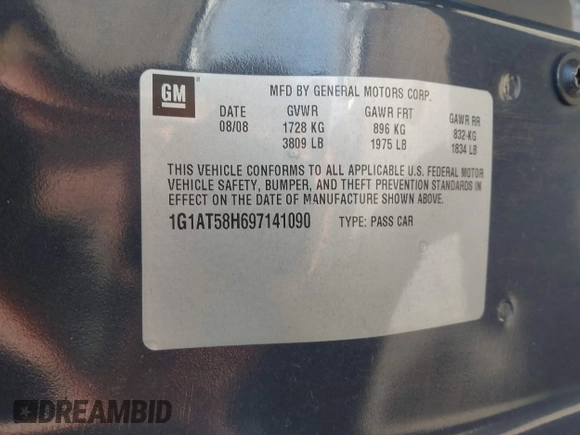 GM
MFD BY GENERAL MOTORS CORP.
DATE GVWR GAWR FRT GAWR RR
08/08 1728 KG 896 KG 832-KG
3809 LB 1975 LB 1834 LB
THIS VEHICLE CONFORMS TO ALL APPLICABLE U.S. FEDERAL MOTOR
VEHICLE SAFETY, BUMPER, AND THEFT PREVENTION STANDARDS IN
EFFECT ON THE DATE OF MANUFACTURE SHOWN ABOVE.
1G1AT58H697141090 TYPE: PASS CAR
DREAMBID